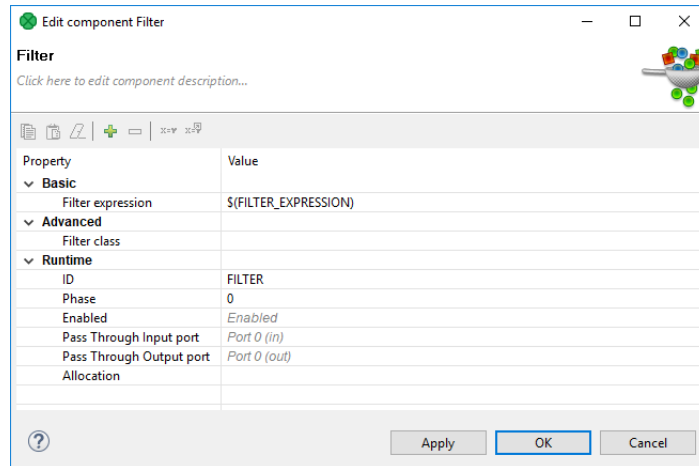 Edit component Filter
Filter
Click here to edit component description...
Property Value
Basic
Filter expression $(FILTER_EXPRESSION)
Advanced
Filter class
Runtime
ID FILTER
Phase 0
Enabled Enabled
Pass Through Input port Port 0 (in)
Pass Through Output port Port 0 (out)
Allocation
? Apply OK Cancel